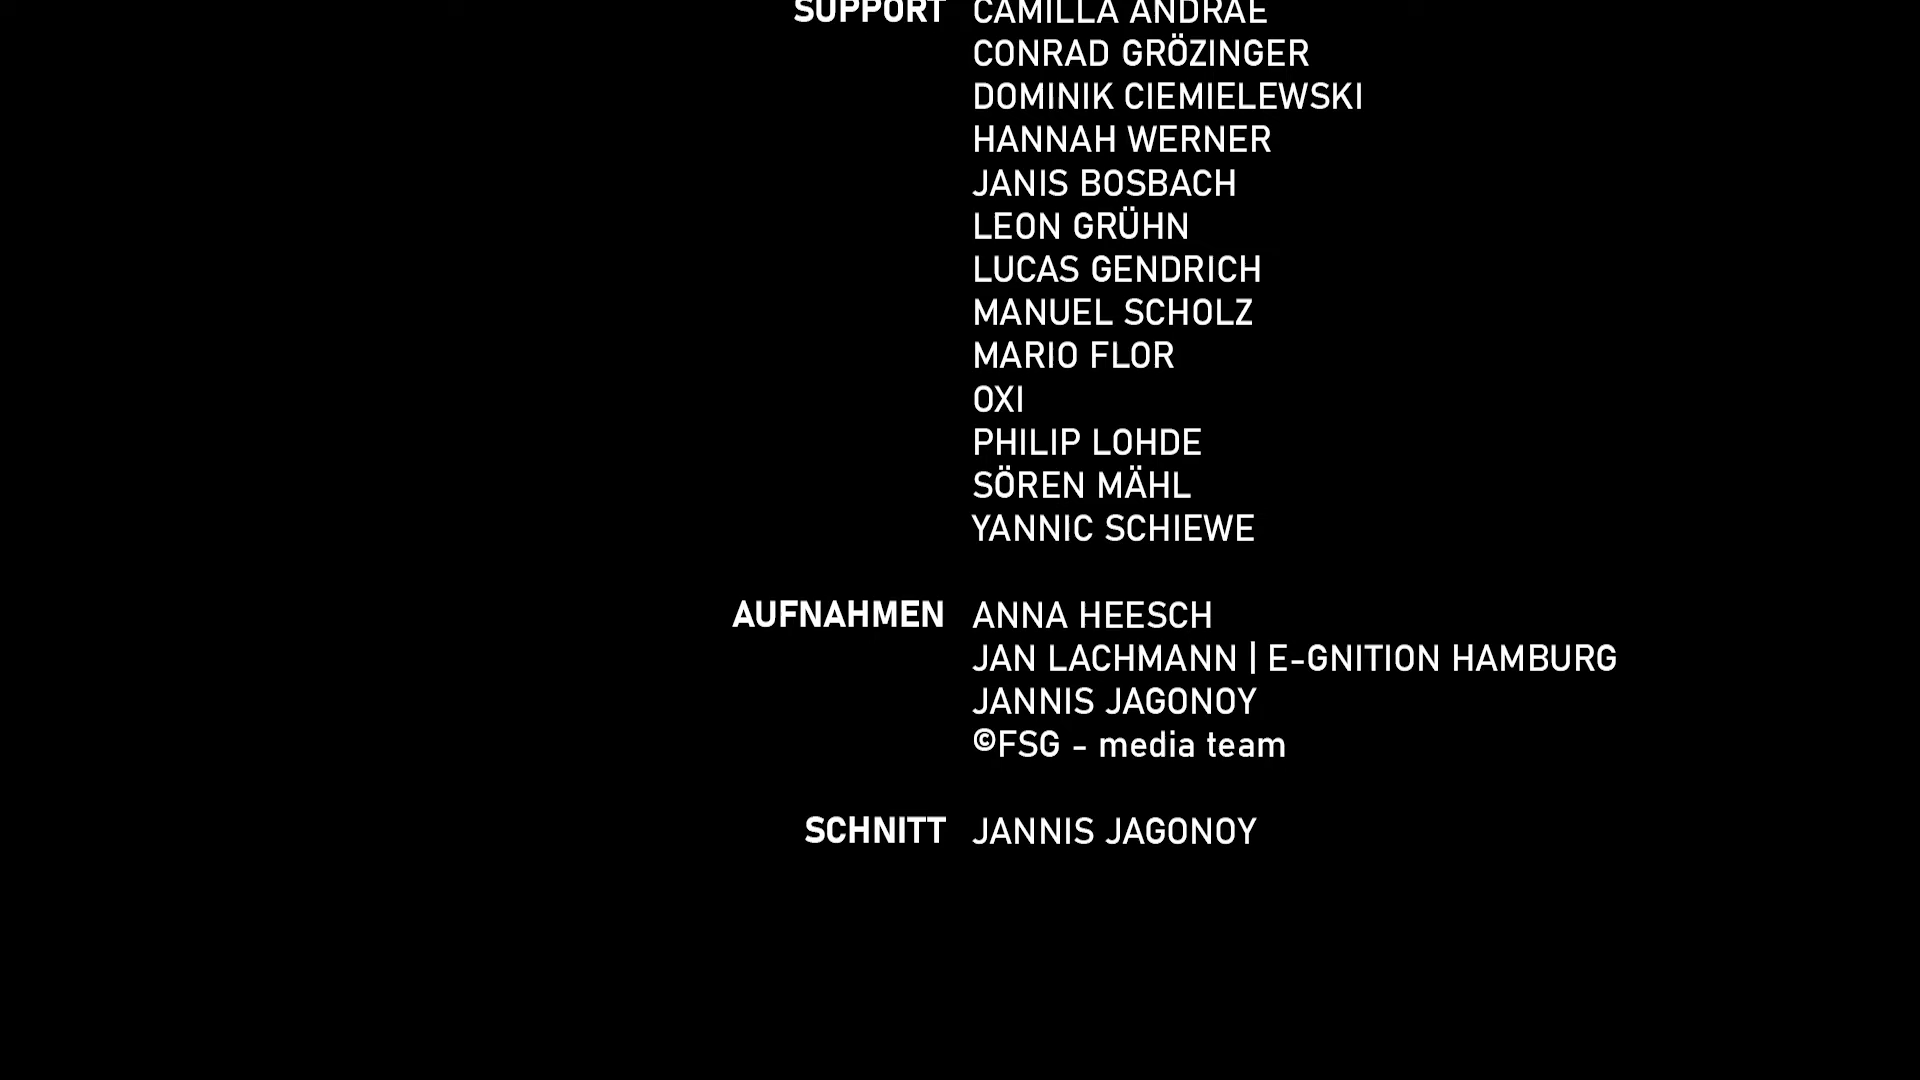 SUPPORT CAMILLA ANDRAE
CONRAD GRÖZINGER
DOMINIK CIEMIELEWSKI
HANNAH WERNER
JANIS BOSBACH
LEON GRÜHN
LUCAS GENDRICH
MANUEL SCHOLZ
MARIO FLOR
OXI
PHILIP LOHDE
SÖREN MÄHL
YANNIC SCHIEWE
AUFNAHMEN ANNA HEESCH
JAN LACHMANN | E-GNITION HAMBURG
JANNIS JAGONOY
©FSG - media team
SCHNITT JANNIS JAGONOY